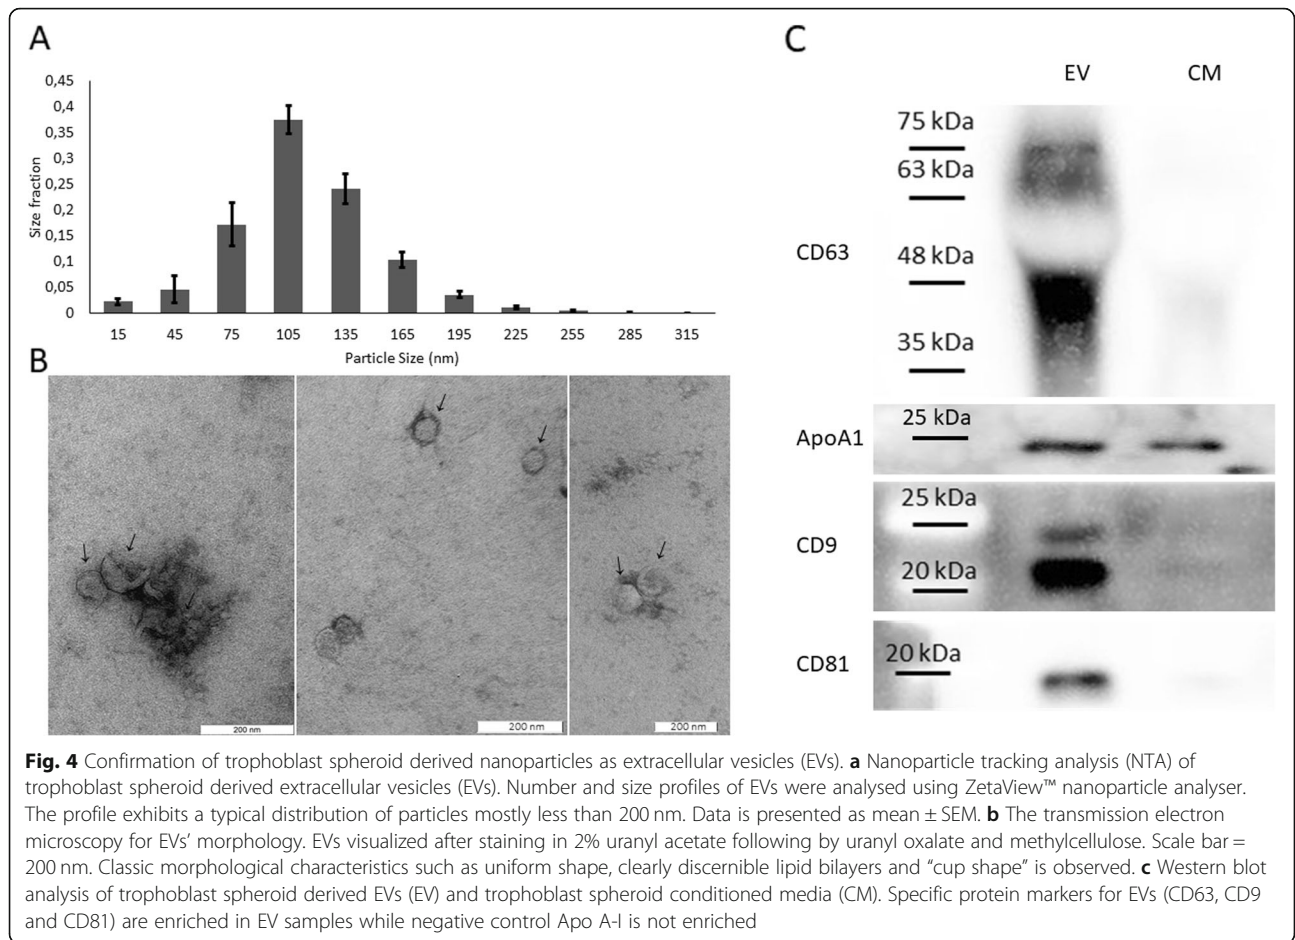 A
Size fraction
0,45
0,4
0,35
0,3
0,25
0,2
0,15
0,1
0,05
0
15 45 75 105 135 165 195 225 255 285 315
Particle Size (nm)
B
200 nm
200 nm
200 nm
C
EV CM
75 kDa
63 kDa
CD63
48 kDa
35 kDa
25 kDa
ApoA1
25 kDa
CD9
20 kDa
20 kDa
CD81
Fig. 4 Confirmation of trophoblast spheroid derived nanoparticles as extracellular vesicles (EVs). a Nanoparticle tracking analysis (NTA) of
trophoblast spheroid derived extracellular vesicles (EVs). Number and size profiles of EVs were analysed using ZetaView™ nanoparticle analyser.
The profile exhibits a typical distribution of particles mostly less than 200 nm. Data is presented as mean ± SEM. b The transmission electron
microscopy for EVs’ morphology. EVs visualized after staining in 2% uranyl acetate following by uranyl oxalate and methylcellulose. Scale bar =
200 nm. Classic morphological characteristics such as uniform shape, clearly discernible lipid bilayers and “cup shape” is observed. c Western blot
analysis of trophoblast spheroid derived EVs (EV) and trophoblast spheroid conditioned media (CM). Specific protein markers for EVs (CD63, CD9
and CD81) are enriched in EV samples while negative control Apo A-I is not enriched